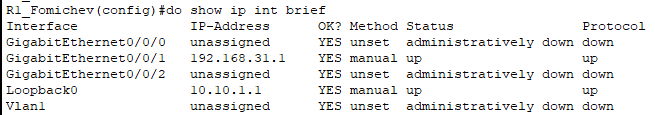 R1_Fomichev(config)#do show ip int brief
Interface              IP-Address      OK? Method Status                Protocol
GigabitEthernet0/0/0   unassigned      YES unset  administratively down down
GigabitEthernet0/0/1   192.168.31.1    YES manual up                    up
GigabitEthernet0/0/2   unassigned      YES unset  administratively down down
Loopback0              10.10.1.1       YES manual up                    up
Vlan1                  unassigned      YES unset  administratively down down